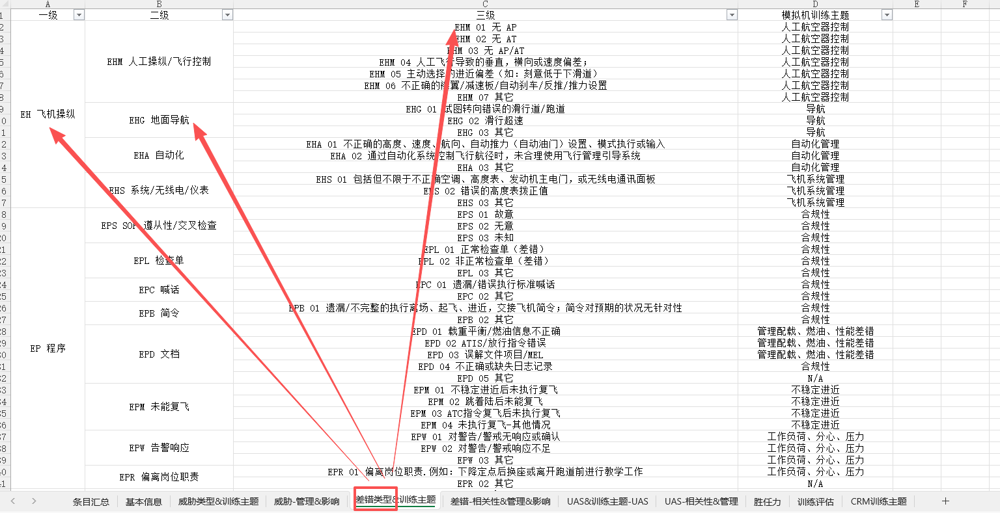 A B C D E F
1 一级 二级 三级 模拟机训练主题
2 EHM 01 无 AP 人工航空器控制
3 EHM 02 无 AT 人工航空器控制
4 EHM 03 无 AP/AT 人工航空器控制
5 EHM 人工操纵/飞行控制 EHM 04 人工飞行导致的垂直，横向或速度偏差； 人工航空器控制
6 EHM 05 主动选择的进近偏差（如：刻意低于下滑道） 人工航空器控制
7 EHM 06 不正确的襟翼/减速板/自动刹车/反推/推力设置 人工航空器控制
8 EHM 07 其它 人工航空器控制
9 EH 飞机操纵 EHG 01 试图转向错误的滑行道/跑道 导航
0 EHG 地面导航 EHG 02 滑行超速 导航
1 EHG 03 其它 导航
2 EHA 01 不正确的高度、速度、航向、自动推力（自动油门）设置、模式执行或输入 自动化管理
3 EHA 自动化 EHA 02 通过自动化系统控制飞行航径时，未合理使用飞行管理引导系统 自动化管理
4 EHA 03 其它 自动化管理
5 EHS 01 包括但不限于不正确空调、高度表、发动机主电门，或无线电通讯面板 飞机系统管理
6 EHS 系统/无线电/仪表 EHS 02 错误的高度表拨正值 飞机系统管理
7 EHS 03 其它 飞机系统管理
8 EPS 01 故意 合规性
9 EPS SOP 遵从性/交叉检查 EPS 02 无意 合规性
20 EPS 03 未知 合规性
21 EPL 01 正常检查单（差错） 合规性
22 EPL 检查单 EPL 02 非正常检查单（差错） 合规性
23 EPL 03 其它 合规性
24 EPC 喊话 EPC 01 遗漏/错误执行标准喊话 合规性
25 EPC 02 其它 合规性
26 EPB 简令 EPB 01 遗漏/不完整的执行离场、起飞、进近，交接飞机简令；简令对预期的状况无针对性 合规性
27 EPB 02 其它 合规性
28 EPD 01 载重平衡/燃油信息不正确 管理配载、燃油、性能差错
29 EP 程序 EPD 02 ATIS/放行指令错误 管理配载、燃油、性能差错
30 EPD 文档 EPD 03 误解文件项目/MEL 管理配载、燃油、性能差错
31 EPD 04 不正确或缺失日志记录 合规性
32 EPD 05 其它 N/A
33 EPM 01 不稳定进近后未执行复飞 不稳定进近
34 EPM 未能复飞 EPM 02 跳着陆后未能复飞 不稳定进近
35 EPM 03 ATC指令复飞后未执行复飞 不稳定进近
36 EPM 04 未执行复飞-其他情况 不稳定进近
37 EPW 01 对警告/警戒无响应或确认 工作负荷、分心、压力
38 EPW 告警响应 EPW 02 对警告/警戒响应不足 工作负荷、分心、压力
39 EPW 03 其它 工作负荷、分心、压力
40 EPR 偏离岗位职责 EPR 01 偏离岗位职责.例如：下降定点后换座或离开跑道前进行教学工作 工作负荷、分心、压力
41 EPR 02 其它 N/A
条目汇总 基本信息 威胁类型&训练主题 威胁-管理&影响 差错类型&训练主题 差错-相关性&管理&影响 UAS&训练主题-UAS UAS-相关性&管理 胜任力 训练评估 CRM训练主题